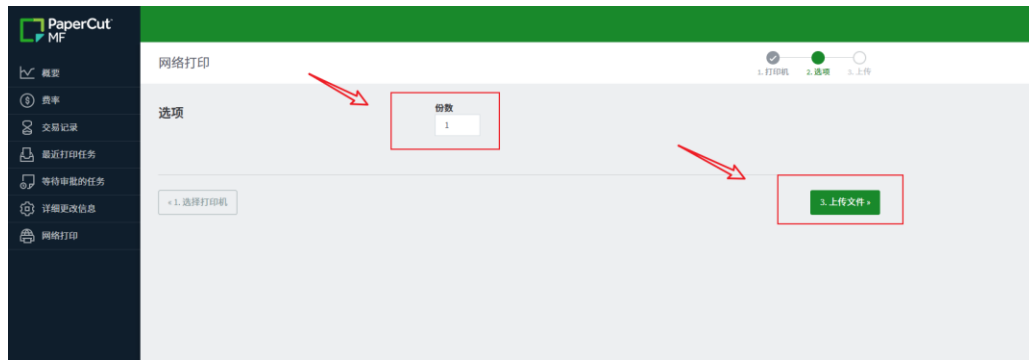 PaperCut
MF
概要
费率
交易记录
最近打印任务
等待审批的任务
详细更改信息
网络打印
网络打印
1. 打印机
2. 选项
3. 上传
选项
份数
1
«1. 选择打印机
3. 上传文件 »